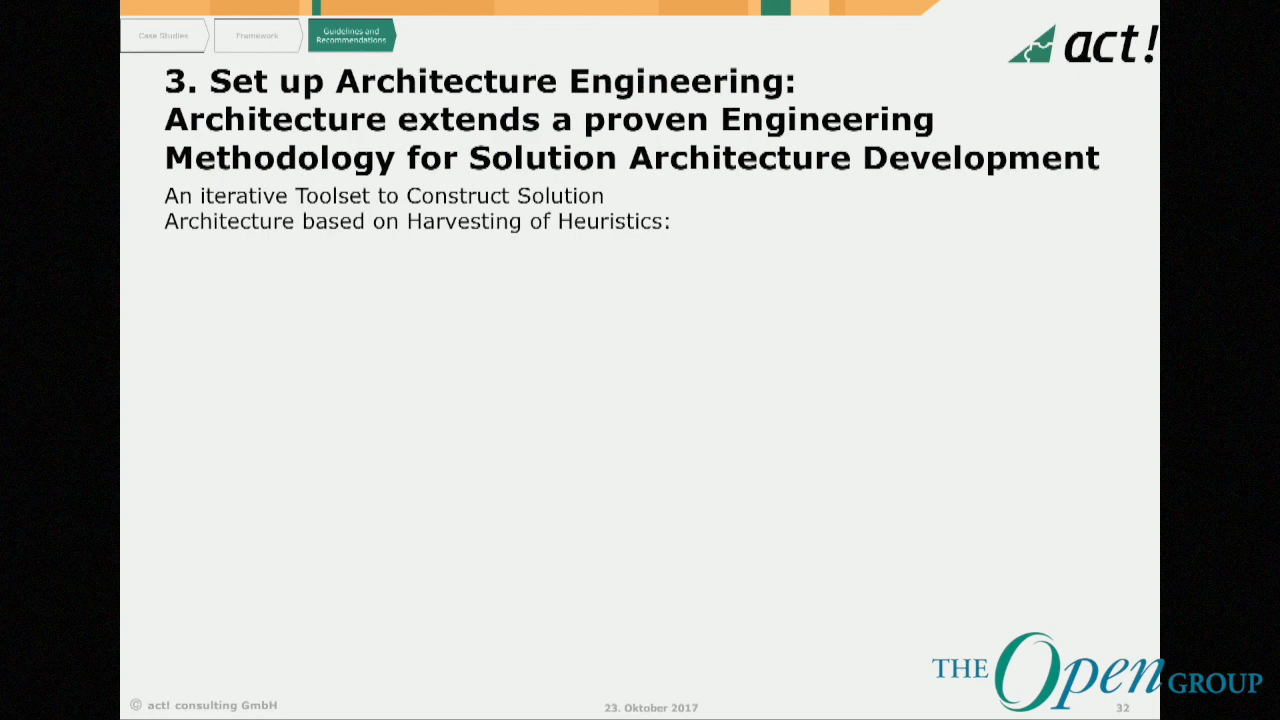 Case Studies
Framework
Guidelines and
Recommendations
act!
3. Set up Architecture Engineering:
Architecture extends a proven Engineering
Methodology for Solution Architecture Development
An iterative Toolset to Construct Solution
Architecture based on Harvesting of Heuristics:
THE Open GROUP
© act! consulting GmbH
23. Oktober 2017
32